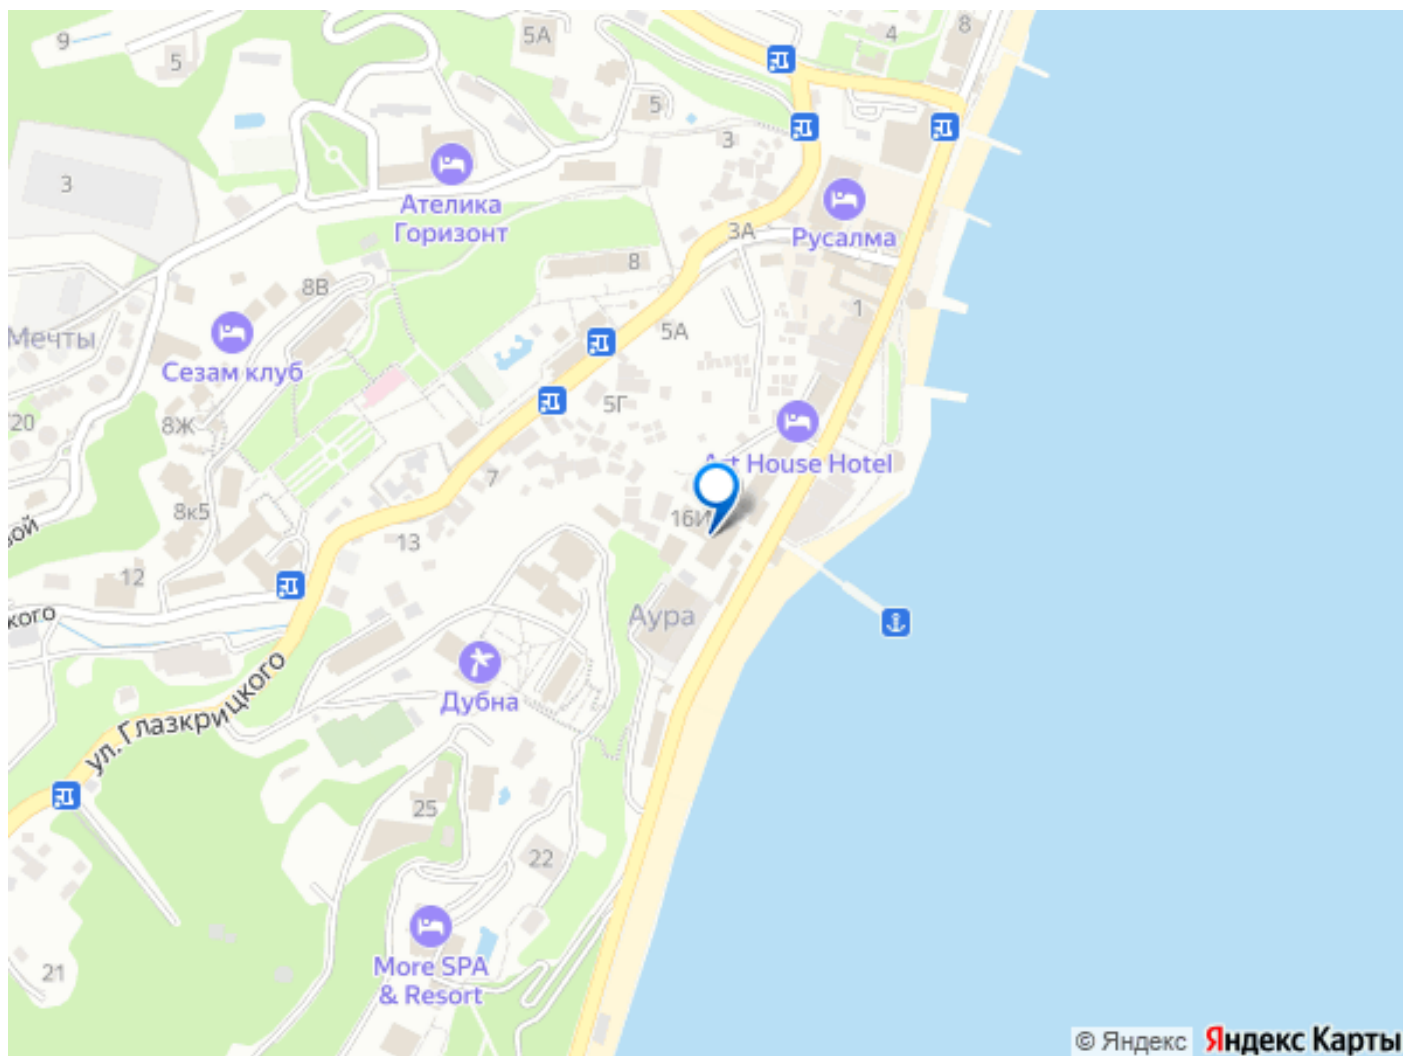 9
5
5А
4
8
5
3
3
Ателика
Горизонт
3А
Русалма
8
8В
1
Мечты
5А
Сезам клуб
20
8Ж
5Г
Art House Hotel
7
8к5
16И
вой
13
12
кого
Аура
Дубна
ул. Глазкрицкого
25
22
More SPA
& Resort
21
© Яндекс Яндекс Карты